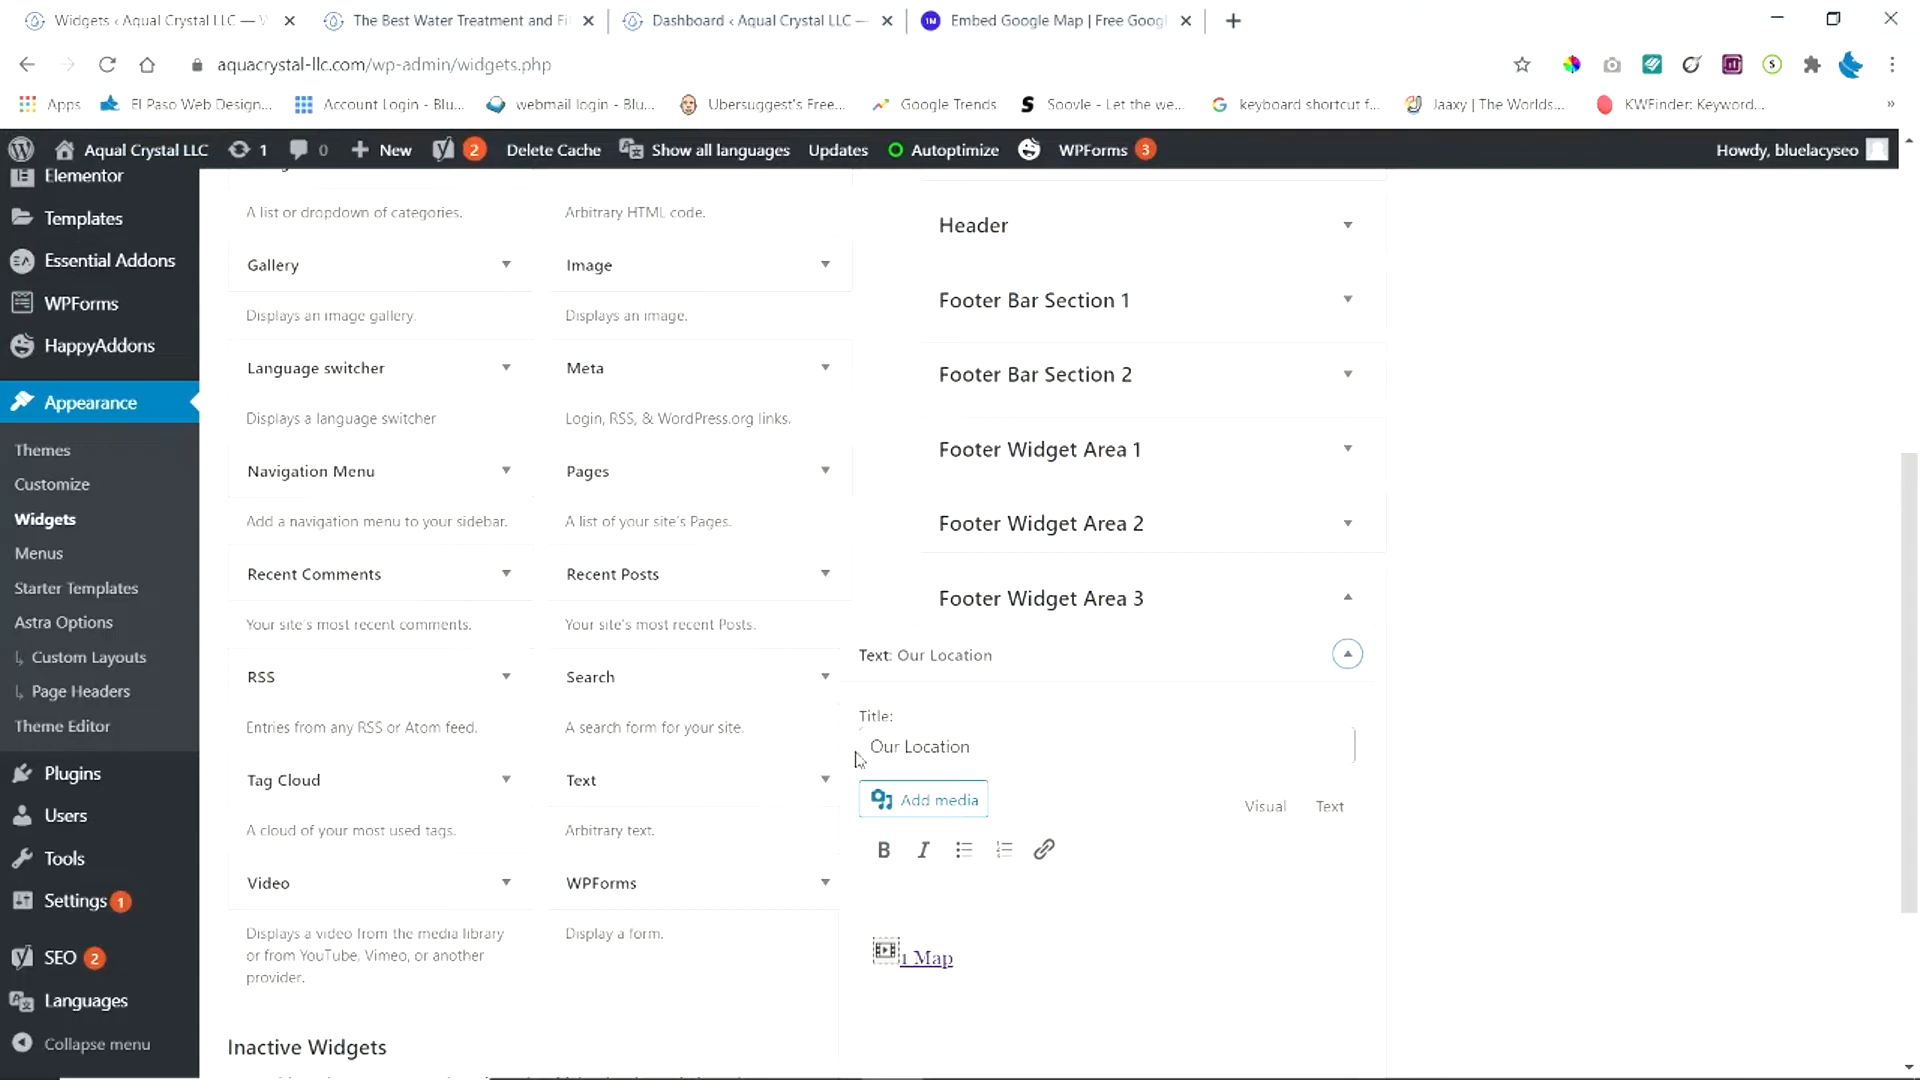 Widgets ‹ Aqual Crystal LLC —
The Best Water Treatment and Fi
Dashboard ‹ Aqual Crystal LLC —
Embed Google Map | Free Googl
aquacrystal-llc.com/wp-admin/widgets.php
Apps
El Paso Web Design...
Account Login - Blu...
webmail login - Blu...
Ubersuggest's Free...
Google Trends
Soovle - Let the we...
keyboard shortcut f...
Jaaxy | The Worlds...
KWFinder: Keyword...
»
Aqual Crystal LLC
1
0
New
2
Delete Cache
Show all languages
Updates
Autoptimize
WPForms 3
Howdy, bluelacyseo
Elementor
Templates
Essential Addons
WPForms
HappyAddons
Appearance
Themes
Customize
Widgets
Menus
Starter Templates
Astra Options
Custom Layouts
Page Headers
Theme Editor
Plugins
Users
Tools
Settings 1
SEO 2
Languages
Collapse menu
A list or dropdown of categories.
Arbitrary HTML code.
Gallery
Image
Displays an image gallery.
Displays an image.
Language switcher
Meta
Displays a language switcher
Login, RSS, & WordPress.org links.
Navigation Menu
Pages
Add a navigation menu to your sidebar.
A list of your site's Pages.
Recent Comments
Recent Posts
Your site's most recent comments.
Your site's most recent Posts.
RSS
Search
Entries from any RSS or Atom feed.
A search form for your site.
Tag Cloud
Text
A cloud of your most used tags.
Arbitrary text.
Video
WPForms
Displays a video from the media library
or from YouTube, Vimeo, or another
provider.
Display a form.
Inactive Widgets
Header
Footer Bar Section 1
Footer Bar Section 2
Footer Widget Area 1
Footer Widget Area 2
Footer Widget Area 3
Text: Our Location
Title:
Our Location
Add media
Visual
Text
B I
1 Map